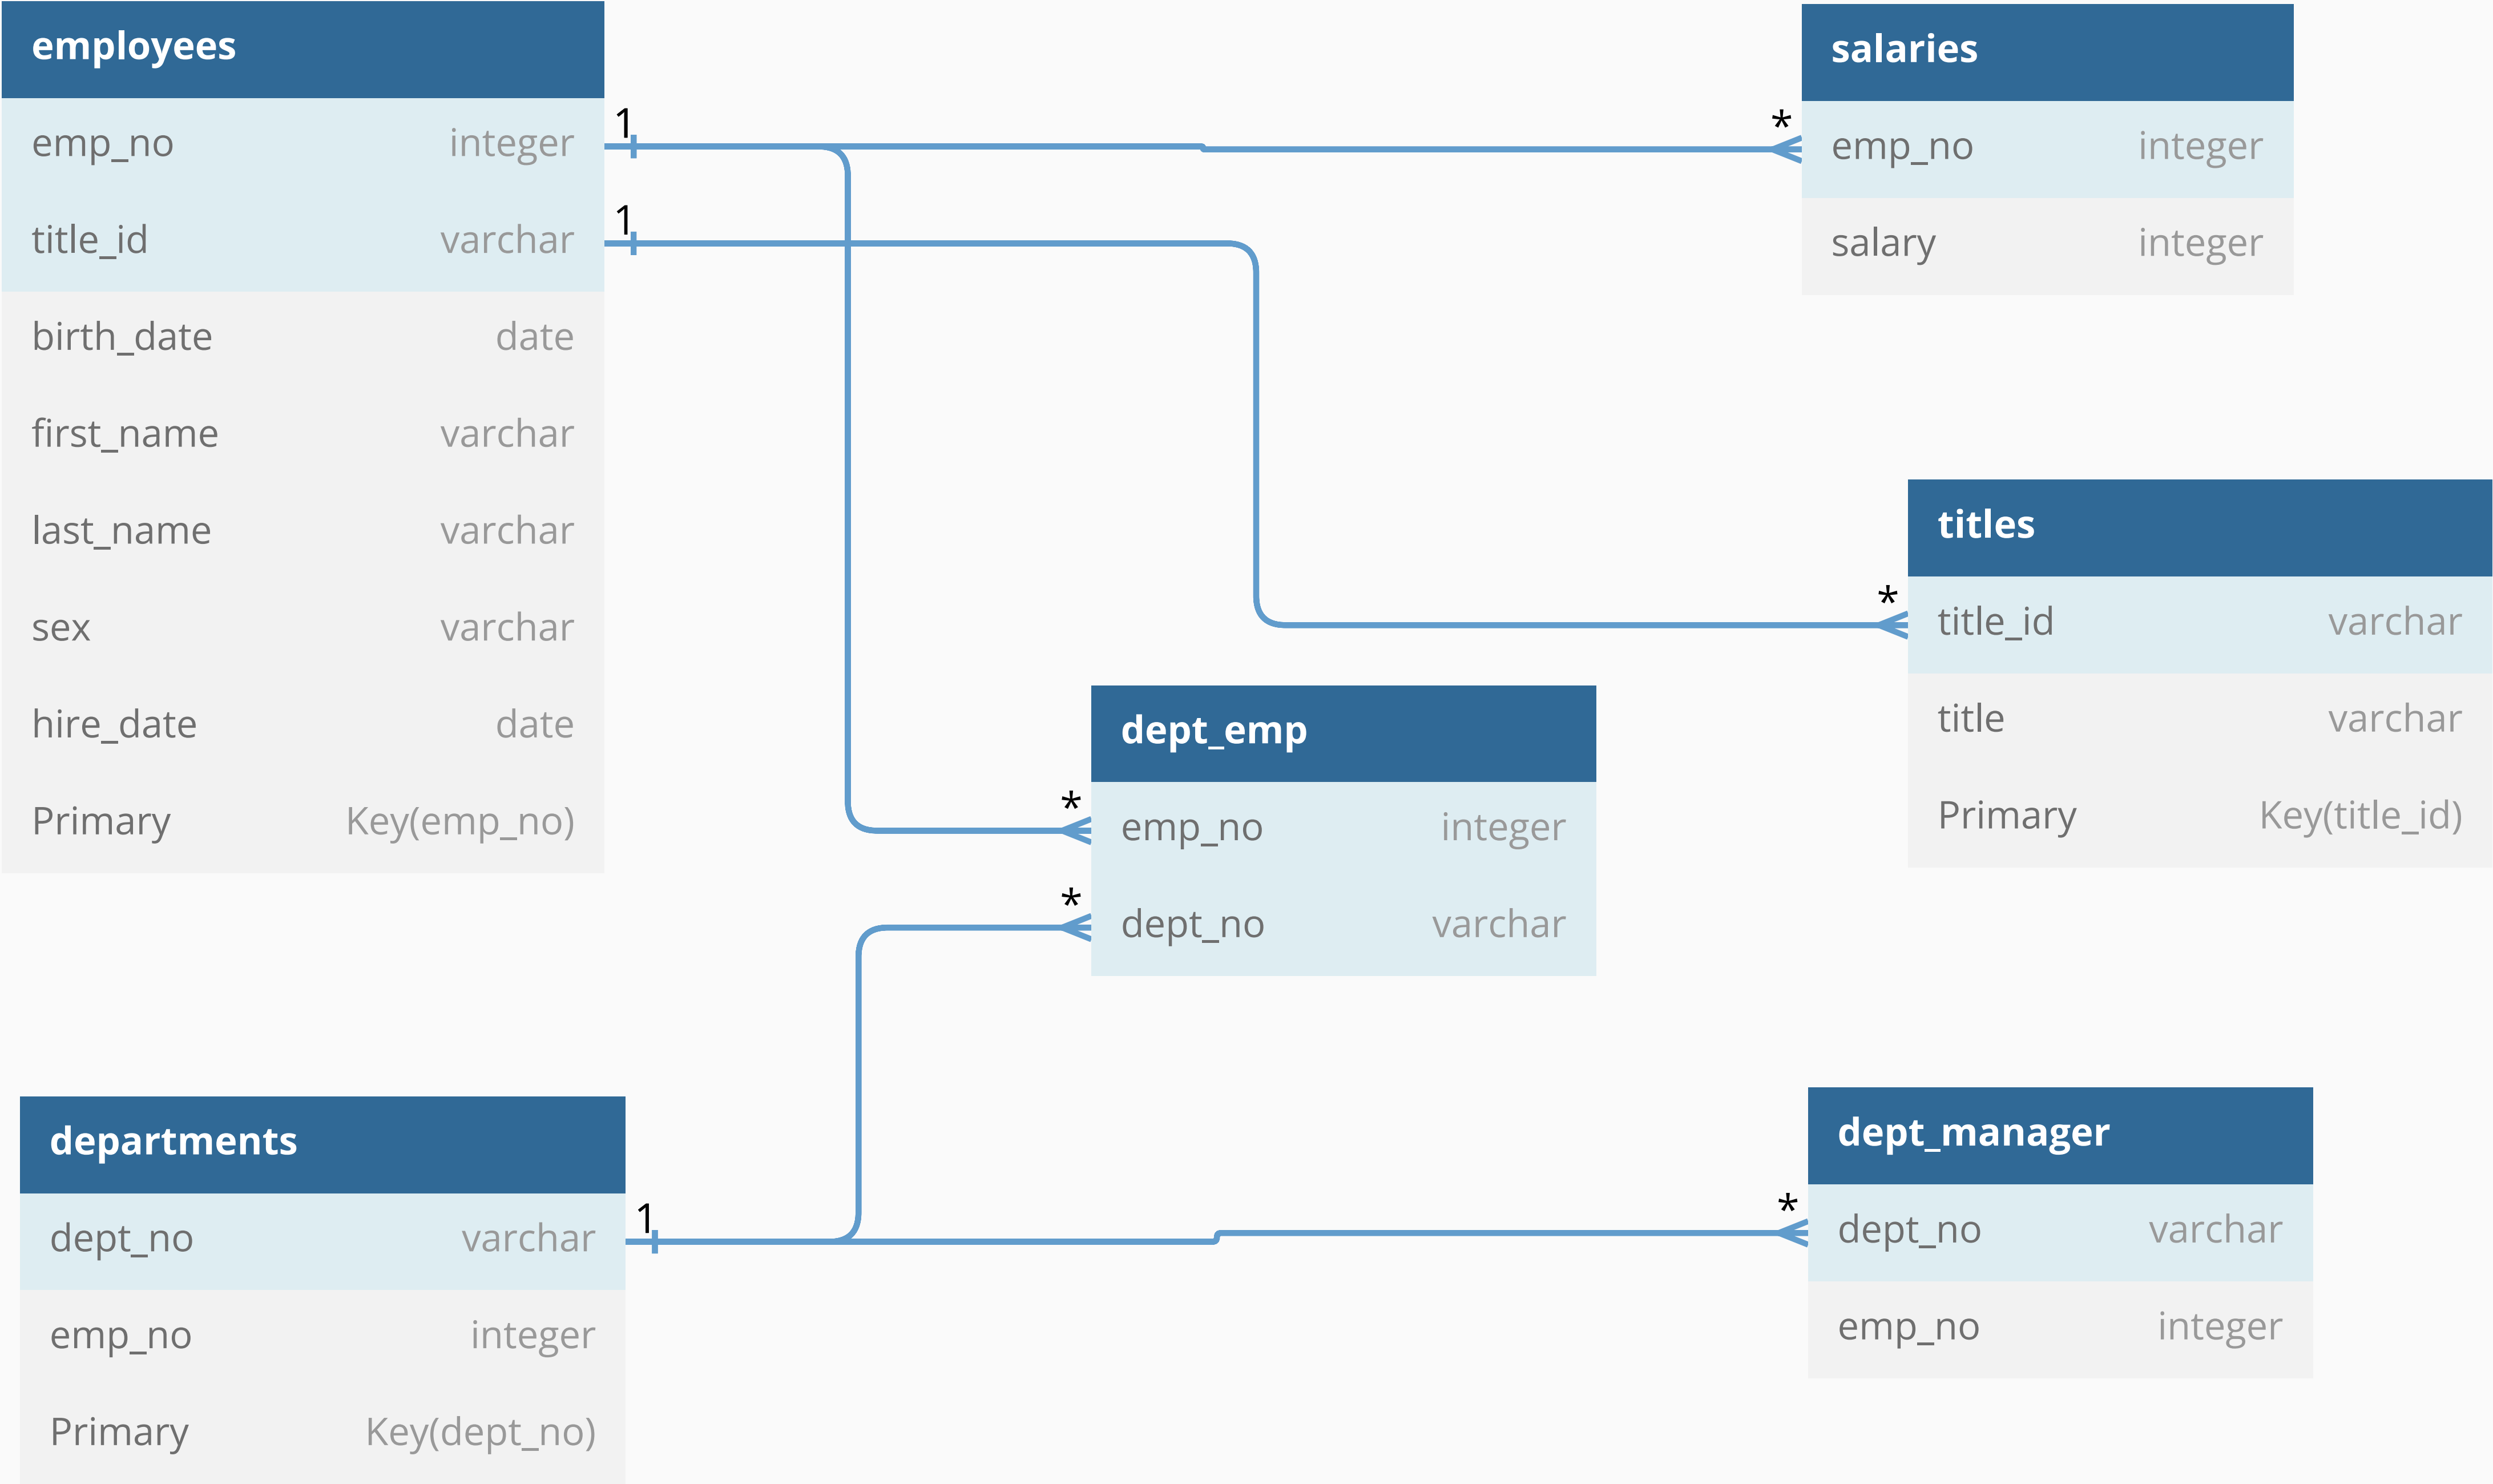 employees
emp_no integer
title_id varchar
birth_date date
first_name varchar
last_name varchar
sex varchar
hire_date date
Primary Key(emp_no)
1
1
salaries
emp_no integer
salary integer
*
titles
title_id varchar
title varchar
Primary Key(title_id)
*
dept_emp
emp_no integer
dept_no varchar
*
*
departments
dept_no varchar
emp_no integer
Primary Key(dept_no)
1
dept_manager
dept_no varchar
emp_no integer
*